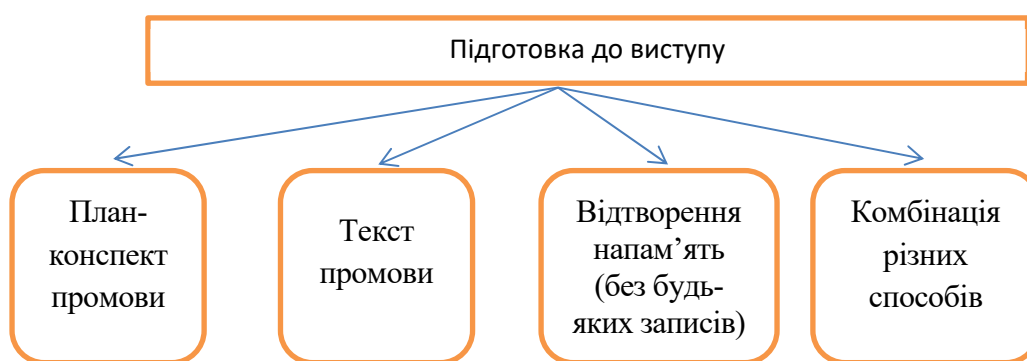 Підготовка до виступу
План-
конспект
промови
Текст
промови
Відтворення
напам’ять
(без будь-
яких записів)
Комбінація
різних
способів